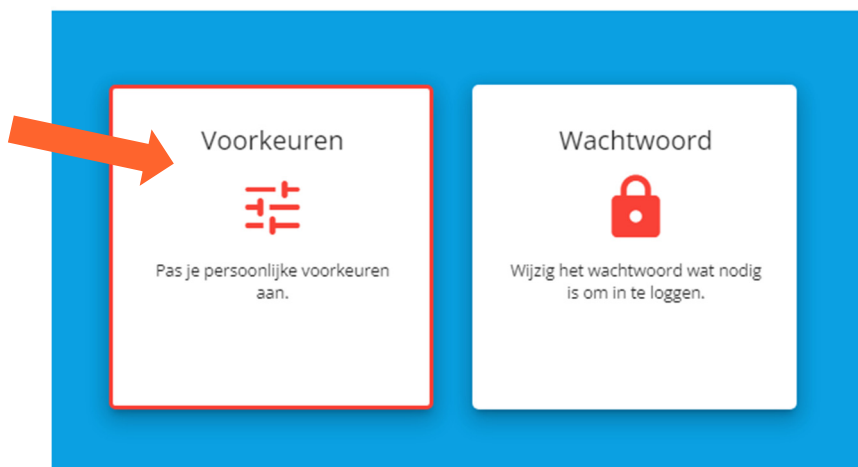 Voorkeuren
Pas je persoonlijke voorkeuren
aan.
Wachtwoord
Wijzig het wachtwoord wat nodig
is om in te loggen.